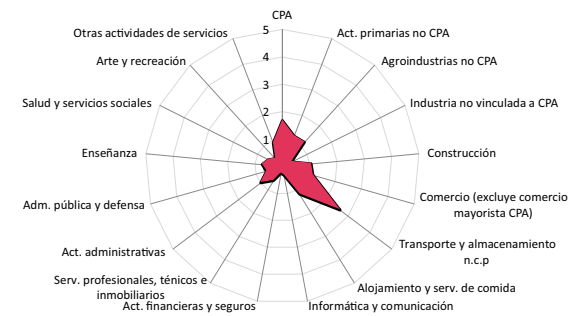 CPA
Act. primarias no CPA
Agroindustrias no CPA
Industria no vinculada a CPA
Construcción
Comercio (excluye comercio
mayorista CPA)
Transporte y almacenamiento
n.c.p
Alojamiento y serv. de comida
Informática y comunicación
Act. financieras y seguros
Serv. profesionales, ténicos e
inmobiliarios
Act. administrativas
Adm. pública y defensa
Enseñanza
Salud y servicios sociales
Arte y recreación
Otras actividades de servicios
5
4
3
2
1